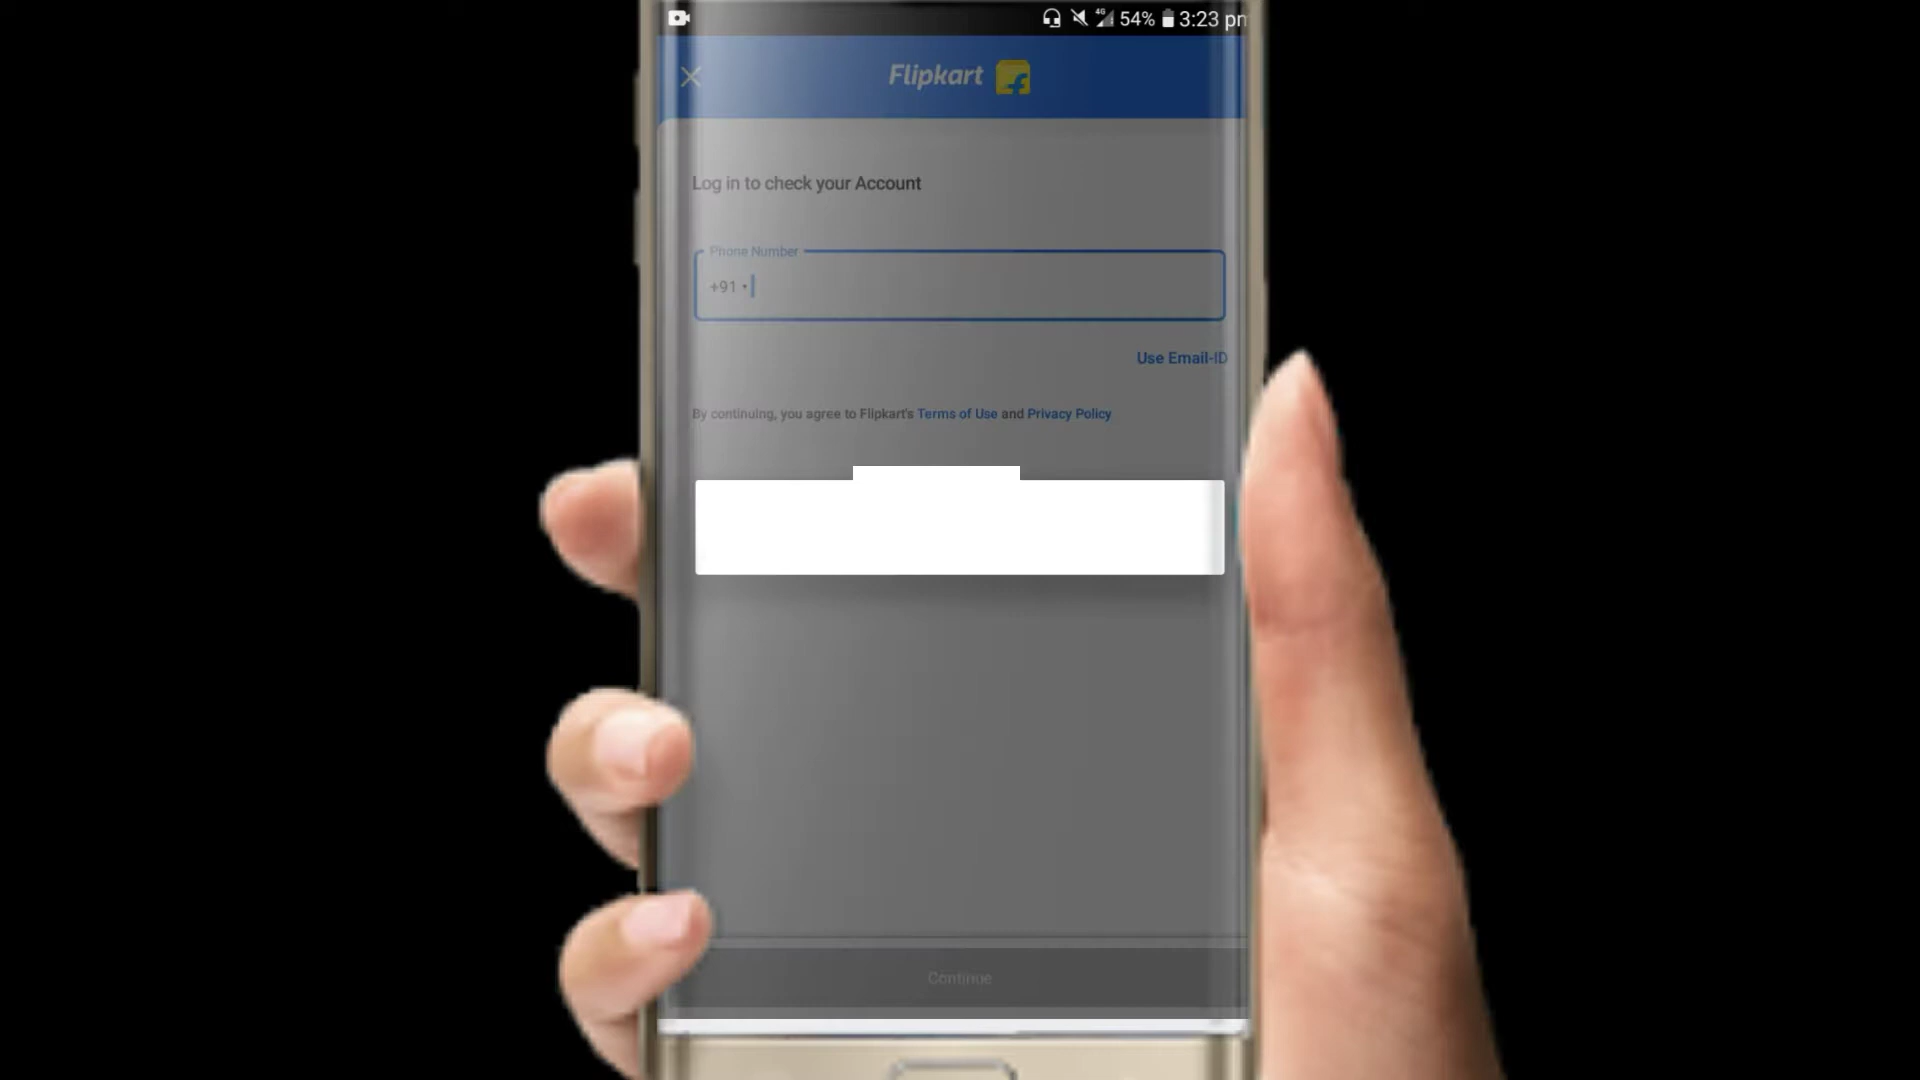 4G 54% 3:23 pm
Flipkart
Log in to check your Account
Phone Number
+91
Use Email-ID
By continuing, you agree to Flipkart's Terms of Use and Privacy Policy
Continue